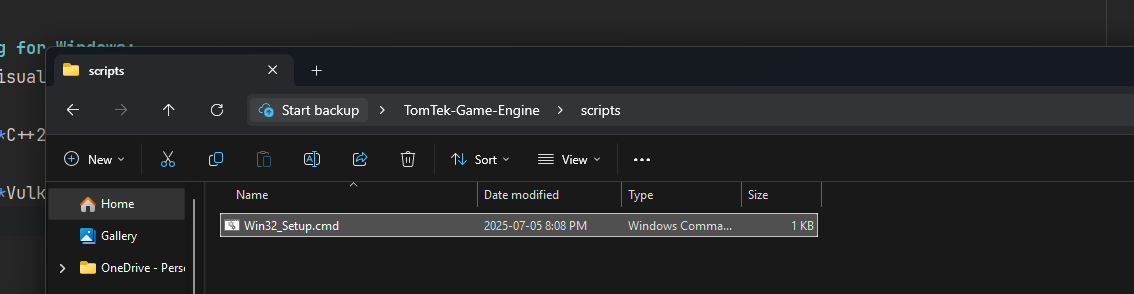 g for Windows:
scripts
isual
Start backup > TomTek-Game-Engine > scripts
*C++2
New Sort View ...
*Vulk
Name Date modified Type Size
Home
Win32_Setup.cmd 2025-07-05 8:08 PM Windows Comma... 1 KB
Gallery
OneDrive - Perso